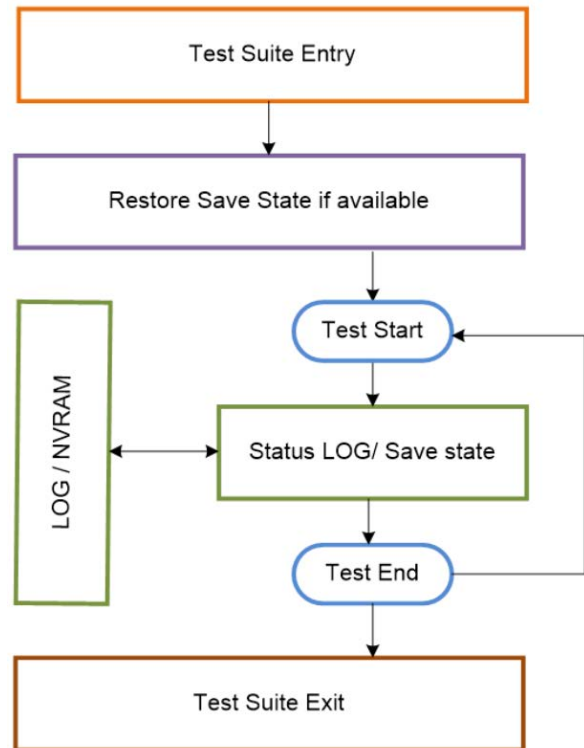 Test Suite Entry
Restore Save State if available
Test Start
LOG / NVRAM
Status LOG/ Save state
Test End
Test Suite Exit